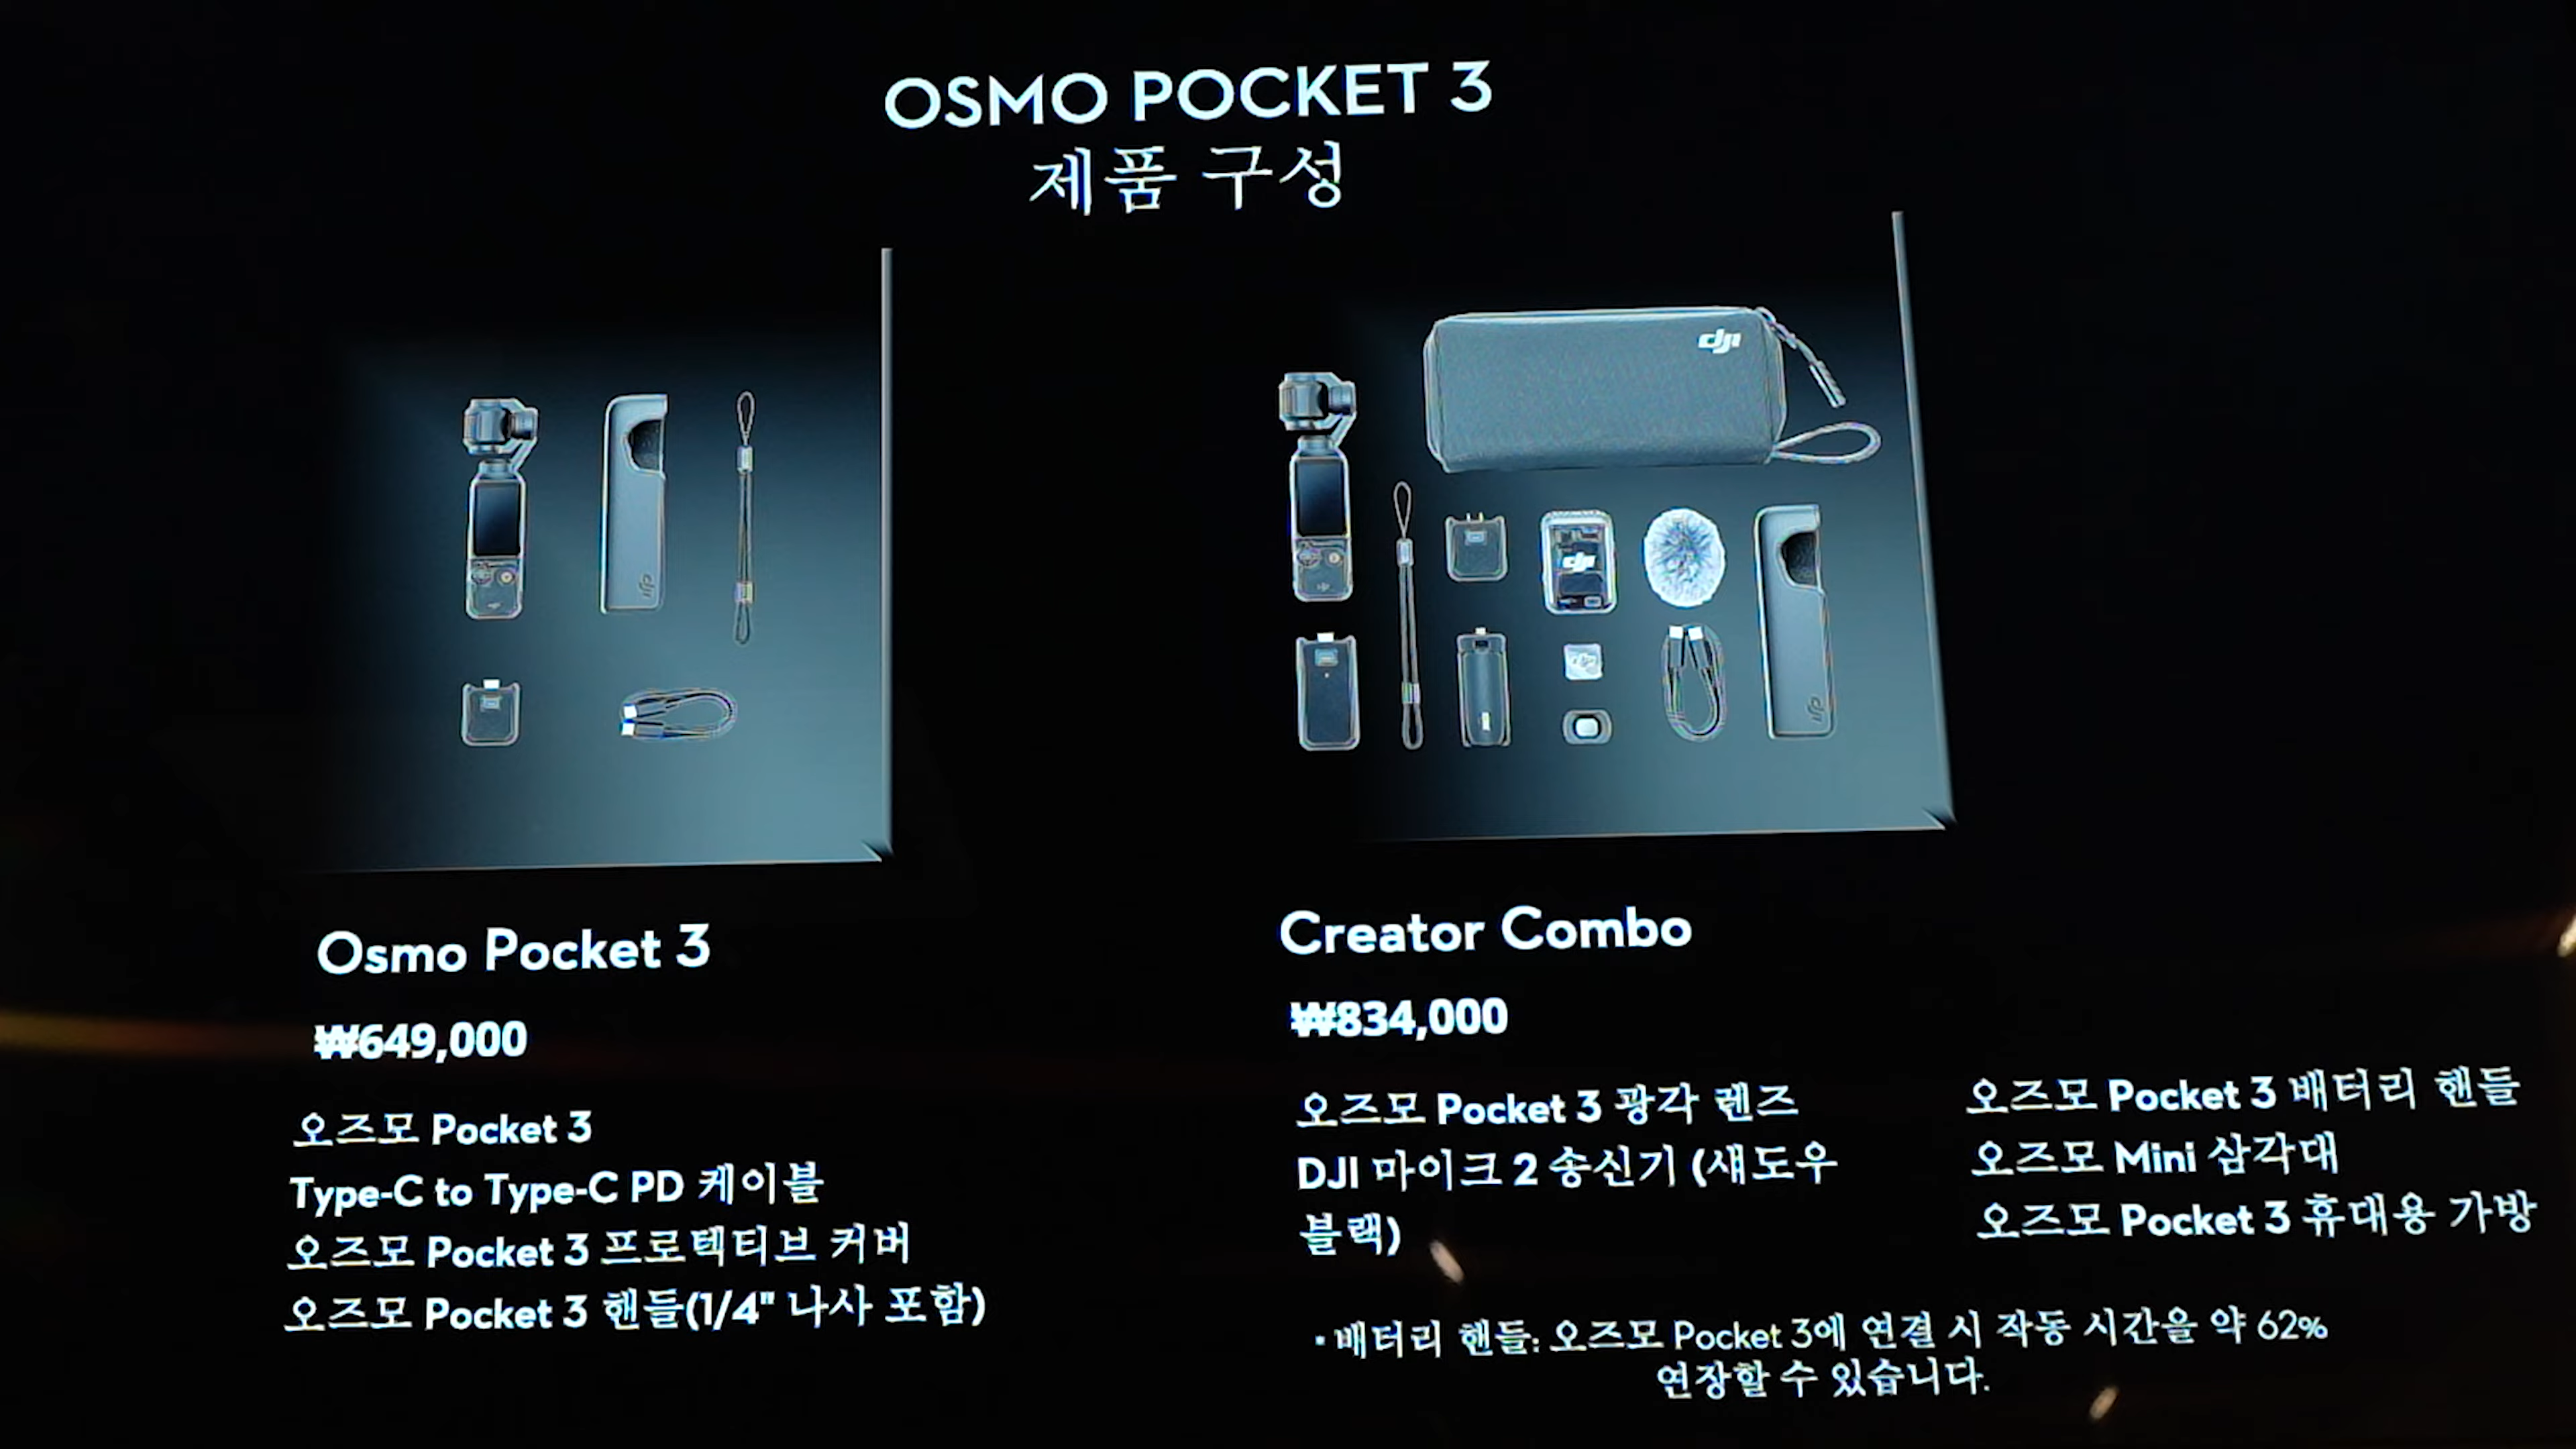 OSMO POCKET 3
제품 구성
dji
Osmo Pocket 3
₩649,000
오즈모 Pocket 3
Type-C to Type-C PD 케이블
오즈모 Pocket 3 프로텍티브 커버
오즈모 Pocket 3 핸들(1/4" 나사 포함)
Creator Combo
₩834,000
오즈모 Pocket 3 광각 렌즈
DJI 마이크 2 송신기 (섀도우
블랙)
오즈모 Pocket 3 배터리 핸들
오즈모 Mini 삼각대
오즈모 Pocket 3 휴대용 가방
• 배터리 핸들: 오즈모 Pocket 3에 연결 시 작동 시간을 약 62%
연장할 수 있습니다.